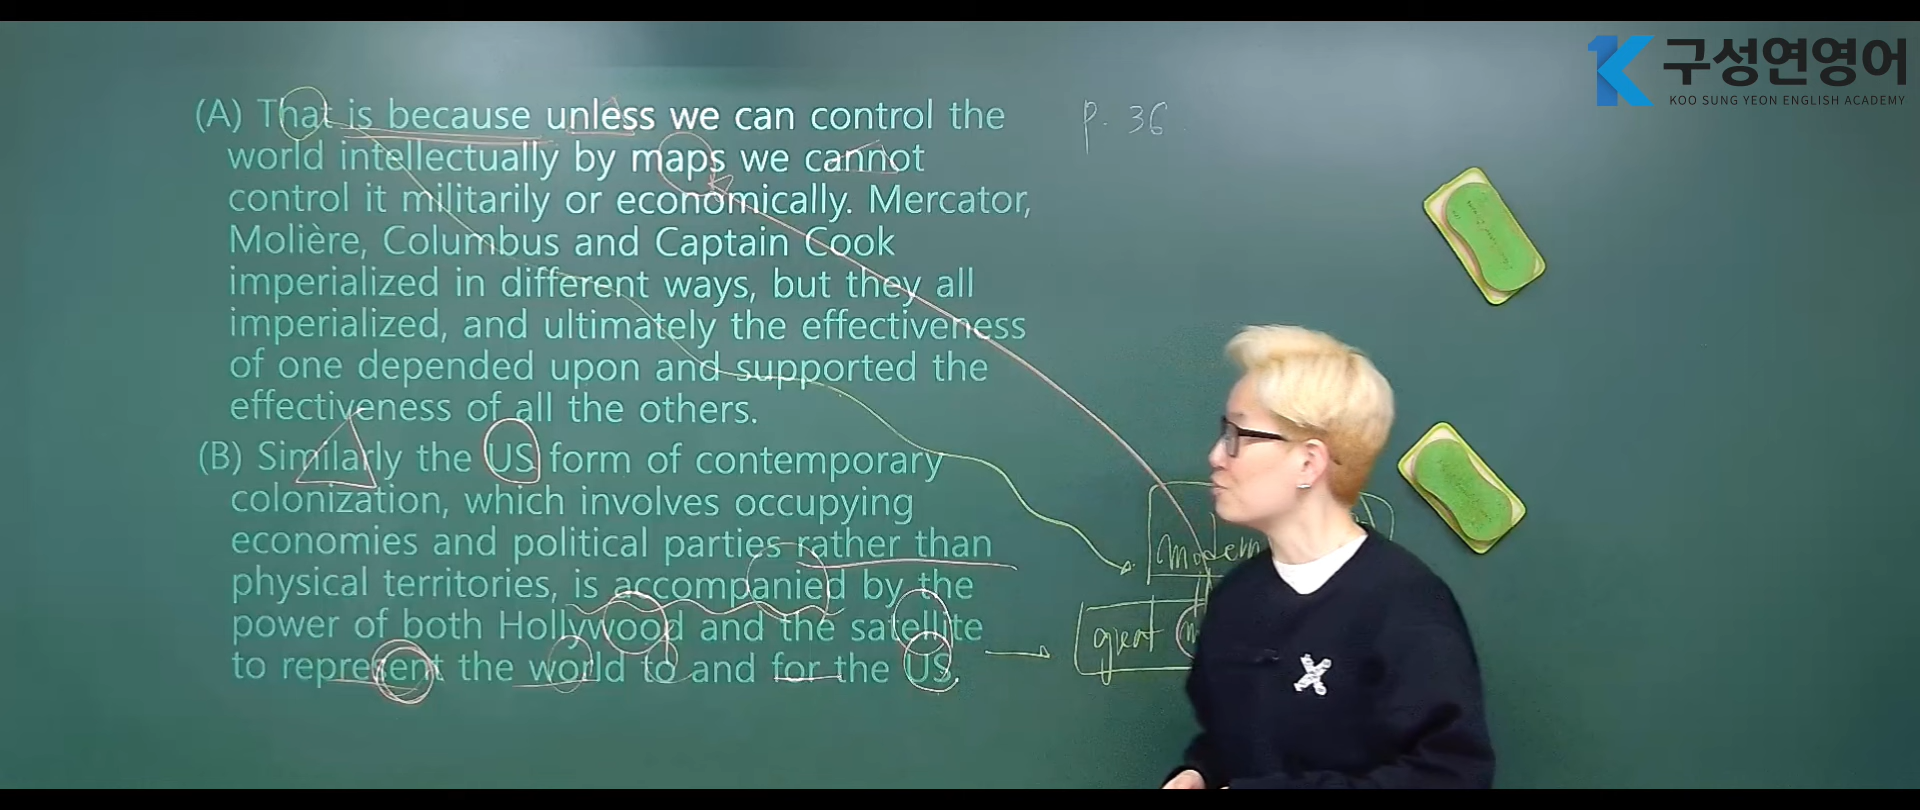 구성연영어
KOO SUNG YEON ENGLISH ACADEMY
(A) That is because unless we can control the
world intellectually by maps we cannot
control it militarily or economically. Mercator,
Molière, Columbus and Captain Cook
imperialized in different ways, but they all
imperialized, and ultimately the effectiveness
of one depended upon and supported the
effectiveness of all the others.
(B) Similarly the US form of contemporary
colonization, which involves occupying
economies and political parties rather than
physical territories, is accompanied by the
power of both Hollywood and the satellite
to represent the world to and for the US.
p. 36
modern
great